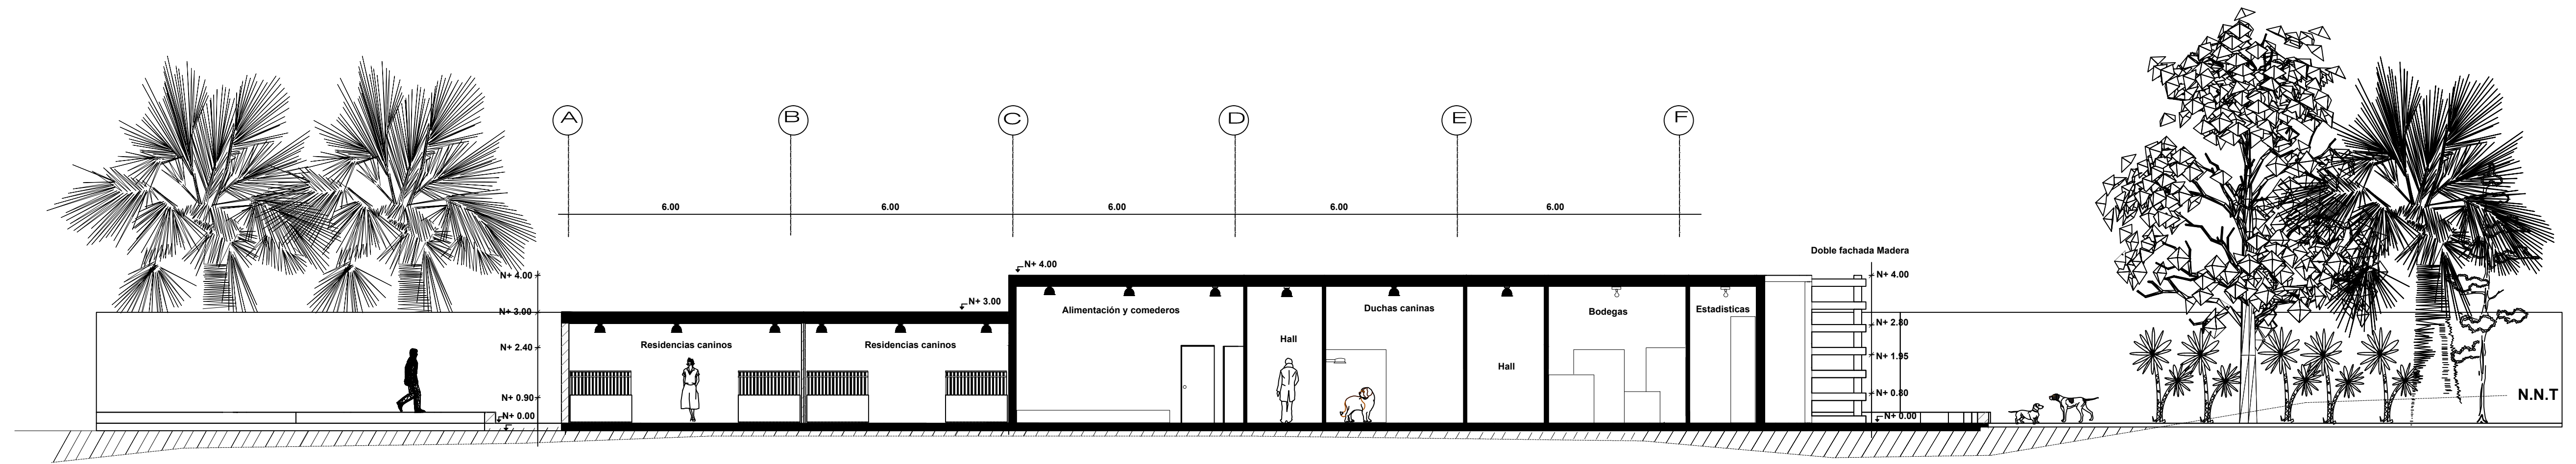 A B C D E F
6.00 6.00 6.00 6.00 6.00
Doble fachada Madera
N+ 4.00
N+ 4.00
N+ 4.00
N+ 3.00
N+ 3.00
Alimentación y comederos
Duchas caninas
Bodegas
Estadisticas
N+ 2.80
Residencias caninos
Residencias caninos
Hall
N+ 2.40
N+ 1.95
Hall
N+ 0.90
N+ 0.80
N.N.T
N+ 0.00
N+ 0.00